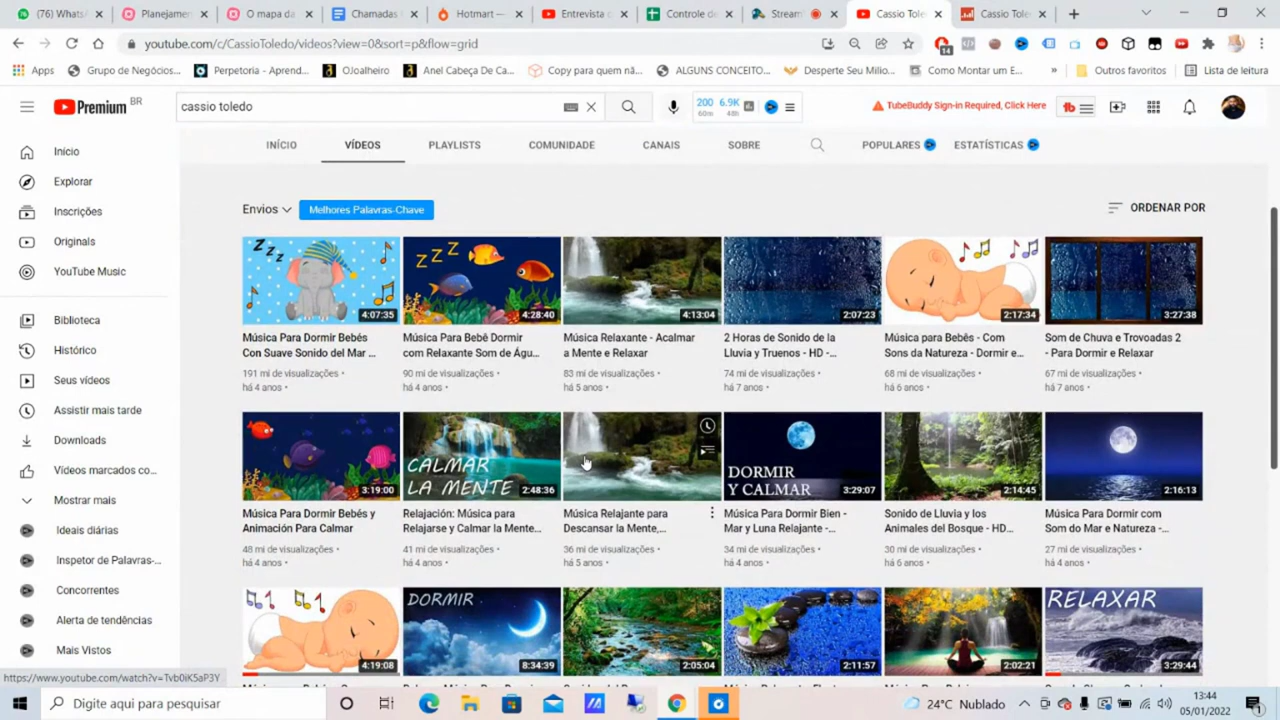 WhatsA
Planejamen
O mapa da
Chamadas
Hotmart —
Entrevista c
Controle de
Stream
Cassio Tole
Cassio Tole
youtube.com/c/CassioToledo/videos?view=0&sort=p&flow=grid
14
Apps
Grupo de Negócios...
Perpetoria - Aprend...
OJoalheiro
Anel Cabeça De Ca...
Copy para quem nã...
ALGUNS CONCEITO...
Desperte Seu Milio...
Como Montar um E...
»
Outros favoritos
Lista de leitura
Premium BR
cassio toledo
200 6.9K
60m 48h
TubeBuddy Sign-in Required, Click Here
INÍCIO
VÍDEOS
PLAYLISTS
COMUNIDADE
CANAIS
SOBRE
POPULARES
ESTATÍSTICAS
Início
Explorar
Inscrições
Originals
YouTube Music
Biblioteca
Histórico
Seus vídeos
Assistir mais tarde
Downloads
Vídeos marcados co...
Mostrar mais
Ideais diárias
Inspetor de Palavras-...
Concorrentes
Alerta de tendências
Mais Vistos
Envios
Melhores Palavras-Chave
ORDENAR POR
Z Z Z
4:07:35
Z Z Z
4:28:40
4:13:04
2:07:23
2:17:34
3:27:38
Música Para Dormir Bebés
Con Suave Sonido del Mar ...
191 mi de visualizações •
há 4 anos •
Música Para Bebê Dormir
com Relaxante Som de Águ...
90 mi de visualizações •
há 4 anos •
Música Relaxante - Acalmar
a Mente e Relaxar
83 mi de visualizações •
há 5 anos •
2 Horas de Sonido de la
Lluvia y Truenos - HD -...
74 mi de visualizações •
há 7 anos •
Música para Bebês - Com
Sons da Natureza - Dormir e...
68 mi de visualizações •
há 6 anos •
Som de Chuva e Trovoadas 2
- Para Dormir e Relaxar
67 mi de visualizações •
há 7 anos •
3:19:00
CALMAR
LA MENTE
2:48:36
DORMIR
Y CALMAR
3:29:07
2:14:45
2:16:13
Música Para Dormir Bebés y
Animación Para Calmar
48 mi de visualizações •
há 4 anos •
Relajación: Música para
Relajarse y Calmar la Mente...
41 mi de visualizações •
há 4 anos •
Música Relajante para
Descansar la Mente,...
36 mi de visualizações •
há 5 anos •
Música Para Dormir Bien -
Mar y Luna Relajante -...
34 mi de visualizações •
há 4 anos •
Sonido de Lluvia y los
Animales del Bosque - HD...
30 mi de visualizações •
há 6 anos •
Música Para Dormir com
Som do Mar e Natureza -...
27 mi de visualizações •
há 4 anos •
4:19:08
DORMIR
8:34:39
2:05:04
2:11:57
2:02:21
RELAXAR
3:29:44
https://www.youtube.com/watch?v=Tvb0iK5aP3Y
Digite aqui para pesquisar
24°C Nublado
13:44
05/01/2022
1